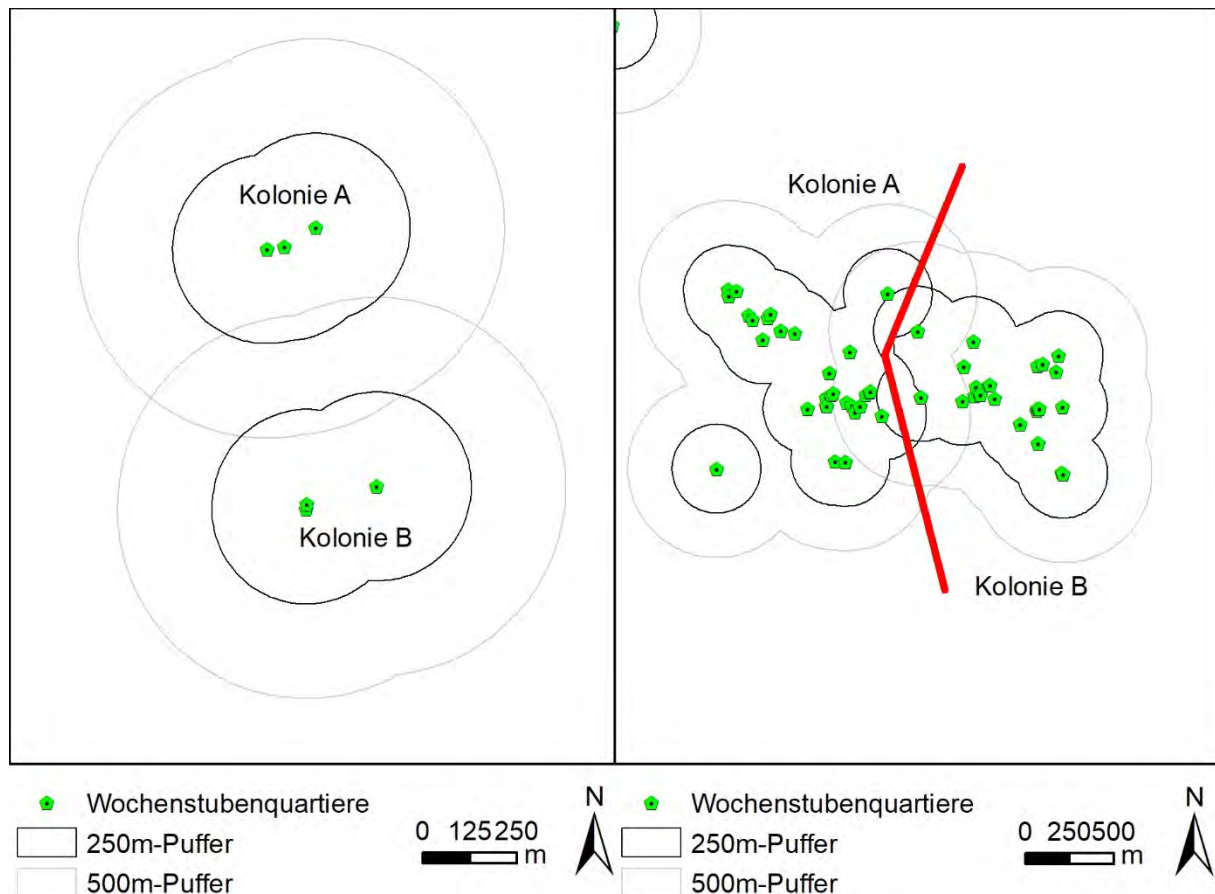 Kolonie A
Kolonie B
Kolonie A
Kolonie B
Wochenstubenquartiere
250m-Puffer
500m-Puffer
0 125250
m
N
Wochenstubenquartiere
250m-Puffer
500m-Puffer
0 250500
m
N